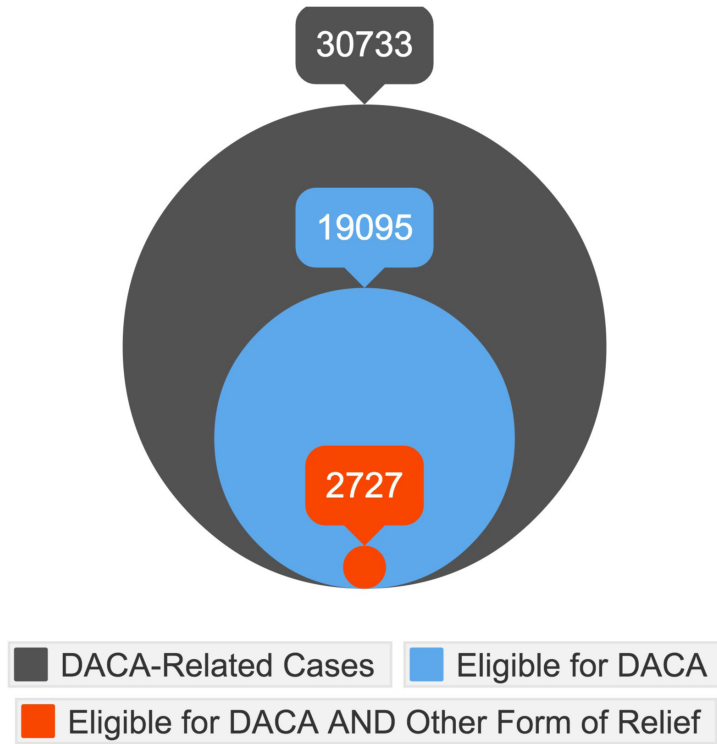 30733
19095
2727
DACA-Related Cases
Eligible for DACA
Eligible for DACA AND Other Form of Relief